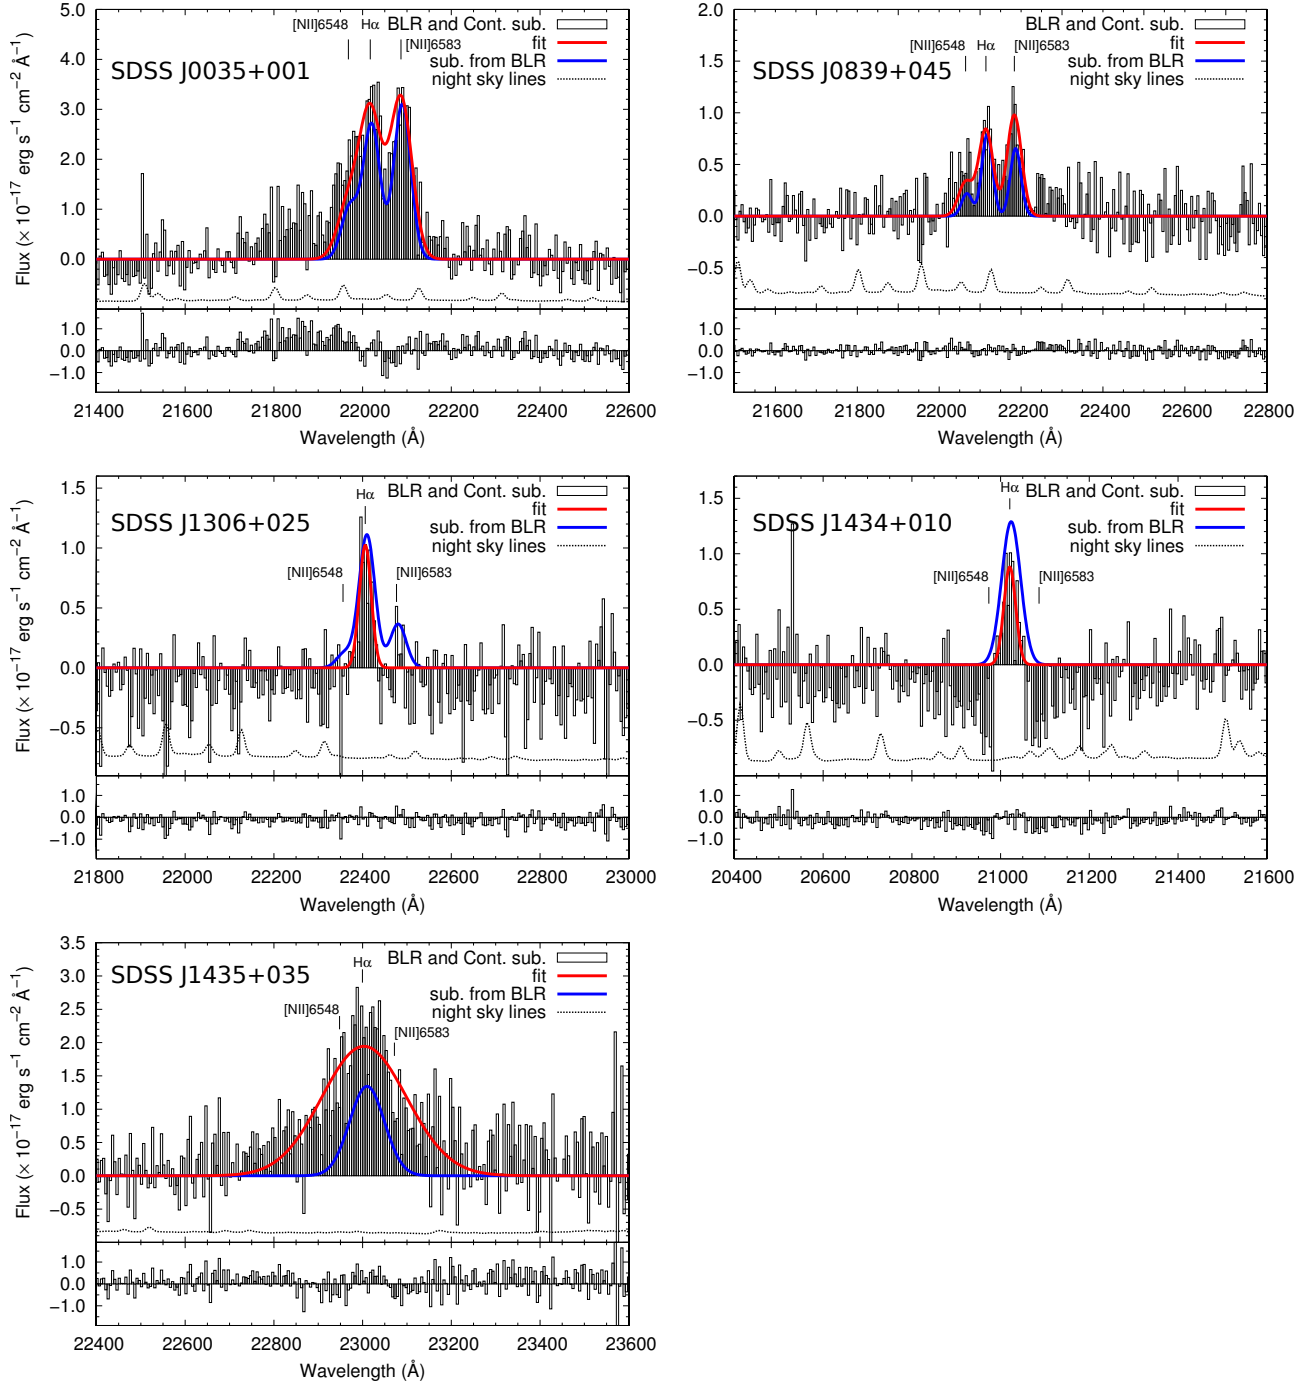 [NII]6548 Hα BLR and Cont. sub.
[NII]6583 fit
SDSS J0035+001 sub. from BLR
night sky lines
Flux (× 10⁻¹⁷ erg s⁻¹ cm⁻² Å⁻¹)
5.0
4.0
3.0
2.0
1.0
0.0
1.0
0.0
−1.0
21400 21600 21800 22000 22200 22400 22600
Wavelength (Å)
BLR and Cont. sub.
[NII]6548 Hα [NII]6583 fit
SDSS J0839+045 sub. from BLR
night sky lines
2.0
1.5
1.0
0.5
0.0
−0.5
1.0
0.0
−1.0
21600 21800 22000 22200 22400 22600 22800
Wavelength (Å)
Hα BLR and Cont. sub.
fit
SDSS J1306+025 sub. from BLR
night sky lines
[NII]6548 [NII]6583
Flux (× 10⁻¹⁷ erg s⁻¹ cm⁻² Å⁻¹)
1.5
1.0
0.5
0.0
−0.5
1.0
0.0
−1.0
21800 22000 22200 22400 22600 22800 23000
Wavelength (Å)
Hα BLR and Cont. sub.
fit
SDSS J1434+010 sub. from BLR
night sky lines
[NII]6548 [NII]6583
1.5
1.0
0.5
0.0
−0.5
1.0
0.0
−1.0
20400 20600 20800 21000 21200 21400 21600
Wavelength (Å)
BLR and Cont. sub.
Hα fit
SDSS J1435+035 sub. from BLR
[NII]6548 night sky lines
[NII]6583
Flux (× 10⁻¹⁷ erg s⁻¹ cm⁻² Å⁻¹)
3.5
3.0
2.5
2.0
1.5
1.0
0.5
0.0
−0.5
1.0
0.0
−1.0
22400 22600 22800 23000 23200 23400 23600
Wavelength (Å)